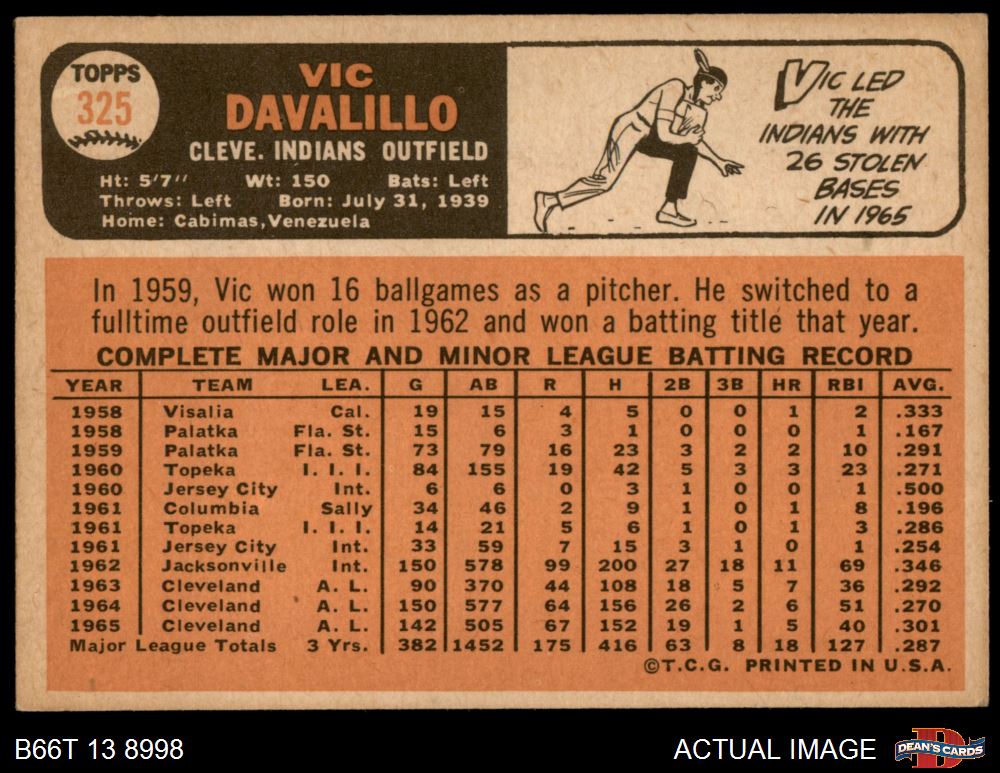 TOPPS
325
VIC
DAVALILLO
CLEVE. INDIANS OUTFIELD
Ht: 5'7" Wt: 150 Bats: Left
Throws: Left Born: July 31, 1939
Home: Cabimas, Venezuela
VIC LED
THE
INDIANS WITH
26 STOLEN
BASES
IN 1965
In 1959, Vic won 16 ballgames as a pitcher. He switched to a
fulltime outfield role in 1962 and won a batting title that year.
COMPLETE MAJOR AND MINOR LEAGUE BATTING RECORD
YEAR TEAM LEA. G AB R H 2B 3B HR RBI AVG.
1958 Visalia Cal. 19 15 4 5 0 0 1 2 .333
1958 Palatka Fla. St. 15 6 3 1 0 0 0 1 .167
1959 Palatka Fla. St. 73 79 16 23 3 2 2 10 .291
1960 Topeka I. I. I. 84 155 19 42 5 3 3 23 .271
1960 Jersey City Int. 6 6 0 3 1 0 0 1 .500
1961 Columbia Sally 34 46 2 9 1 0 1 8 .196
1961 Topeka I. I. I. 14 21 5 6 1 0 1 3 .286
1961 Jersey City Int. 33 59 7 15 3 1 0 1 .254
1962 Jacksonville Int. 150 578 99 200 27 18 11 69 .346
1963 Cleveland A. L. 90 370 44 108 18 5 7 36 .292
1964 Cleveland A. L. 150 577 64 156 26 2 6 51 .270
1965 Cleveland A. L. 142 505 67 152 19 1 5 40 .301
Major League Totals 3 Yrs. 382 1452 175 416 63 8 18 127 .287
©T.C.G. PRINTED IN U.S.A.
B66T 13 8998 ACTUAL IMAGE DEAN'S CARDS